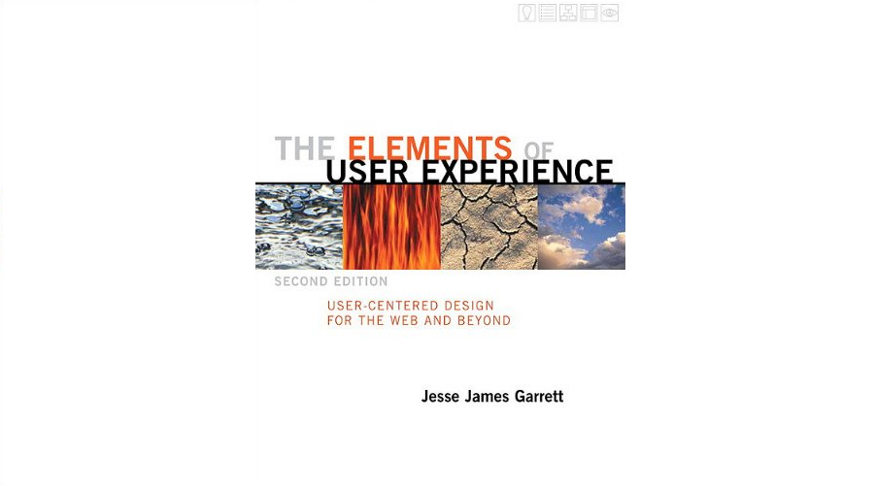 THE ELEMENTS OF
USER EXPERIENCE
SECOND EDITION
USER-CENTERED DESIGN
FOR THE WEB AND BEYOND
Jesse James Garrett